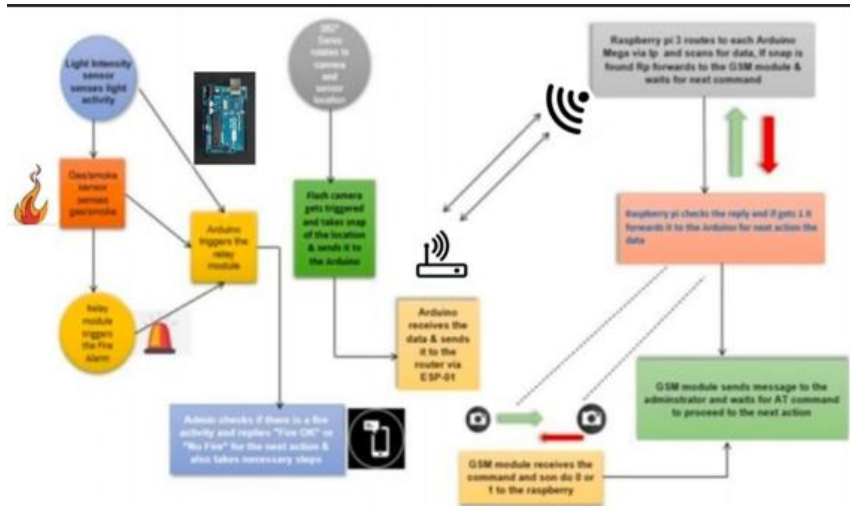 Light Intensity
sensor
senses light
activity
Gas/smoke
sensor
senses
gas/smoke
Relay
module
triggers
the Fire
Alarm
Arduino
triggers the
relay
module
360°
Servo
rotates to
camera
and
sensor
location
Flash camera
gets triggered
and takes snap
of the location
& sends it to
the Arduino
Arduino
receives the
data & sends
it to the
router via
ESP-01
Admin checks if there is a fire
activity and replies "Fire OK" or
"No Fire" for the next action &
also takes necessary steps
Raspberry pi 3 routes to each Arduino
Mega via Ip and scans for data, if snap is
found Rp forwards to the GSM module &
waits for next command
Raspberry pi checks the reply and if gets 1 it
forwards it to the Arduino for next action the
data
GSM module sends message to the
adminstrator and waits for AT command
to proceed to the next action
GSM module receives the
command and son do 0 or
1 to the raspberry